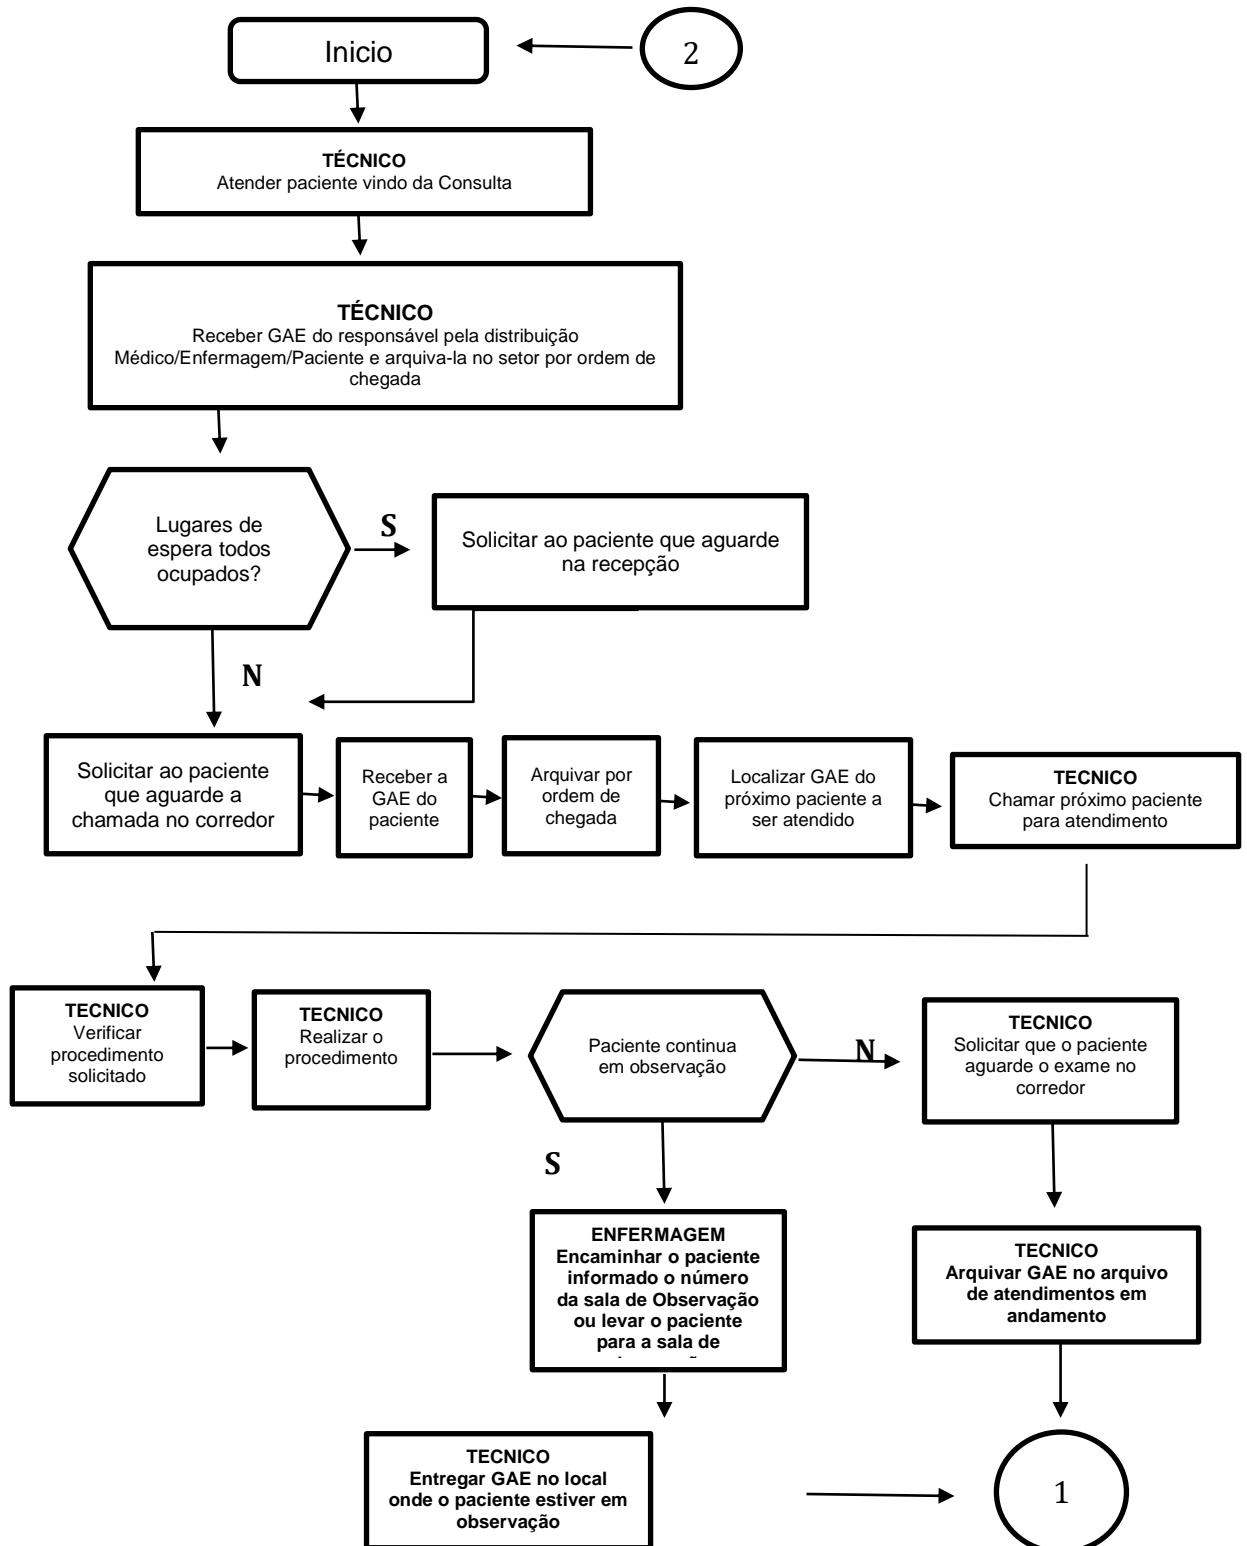 Inicio
2
TÉCNICO
Atender paciente vindo da Consulta
TÉCNICO
Receber GAE do responsável pela distribuição
Médico/Enfermagem/Paciente e arquiva-la no setor por ordem de
chegada
Lugares de
espera todos
ocupados?
S
Solicitar ao paciente que aguarde
na recepção
N
Solicitar ao paciente
que aguarde a
chamada no corredor
Receber a
GAE do
paciente
Arquivar por
ordem de
chegada
Localizar GAE do
próximo paciente a
ser atendido
TECNICO
Chamar próximo paciente
para atendimento
TECNICO
Verificar
procedimento
solicitado
TECNICO
Realizar o
procedimento
Paciente continua
em observação
N
TECNICO
Solicitar que o paciente
aguarde o exame no
corredor
S
ENFERMAGEM
Encaminhar o paciente
informado o número
da sala de Observação
ou levar o paciente
para a sala de
TECNICO
Arquivar GAE no arquivo
de atendimentos em
andamento
TECNICO
Entregar GAE no local
onde o paciente estiver em
observação
1